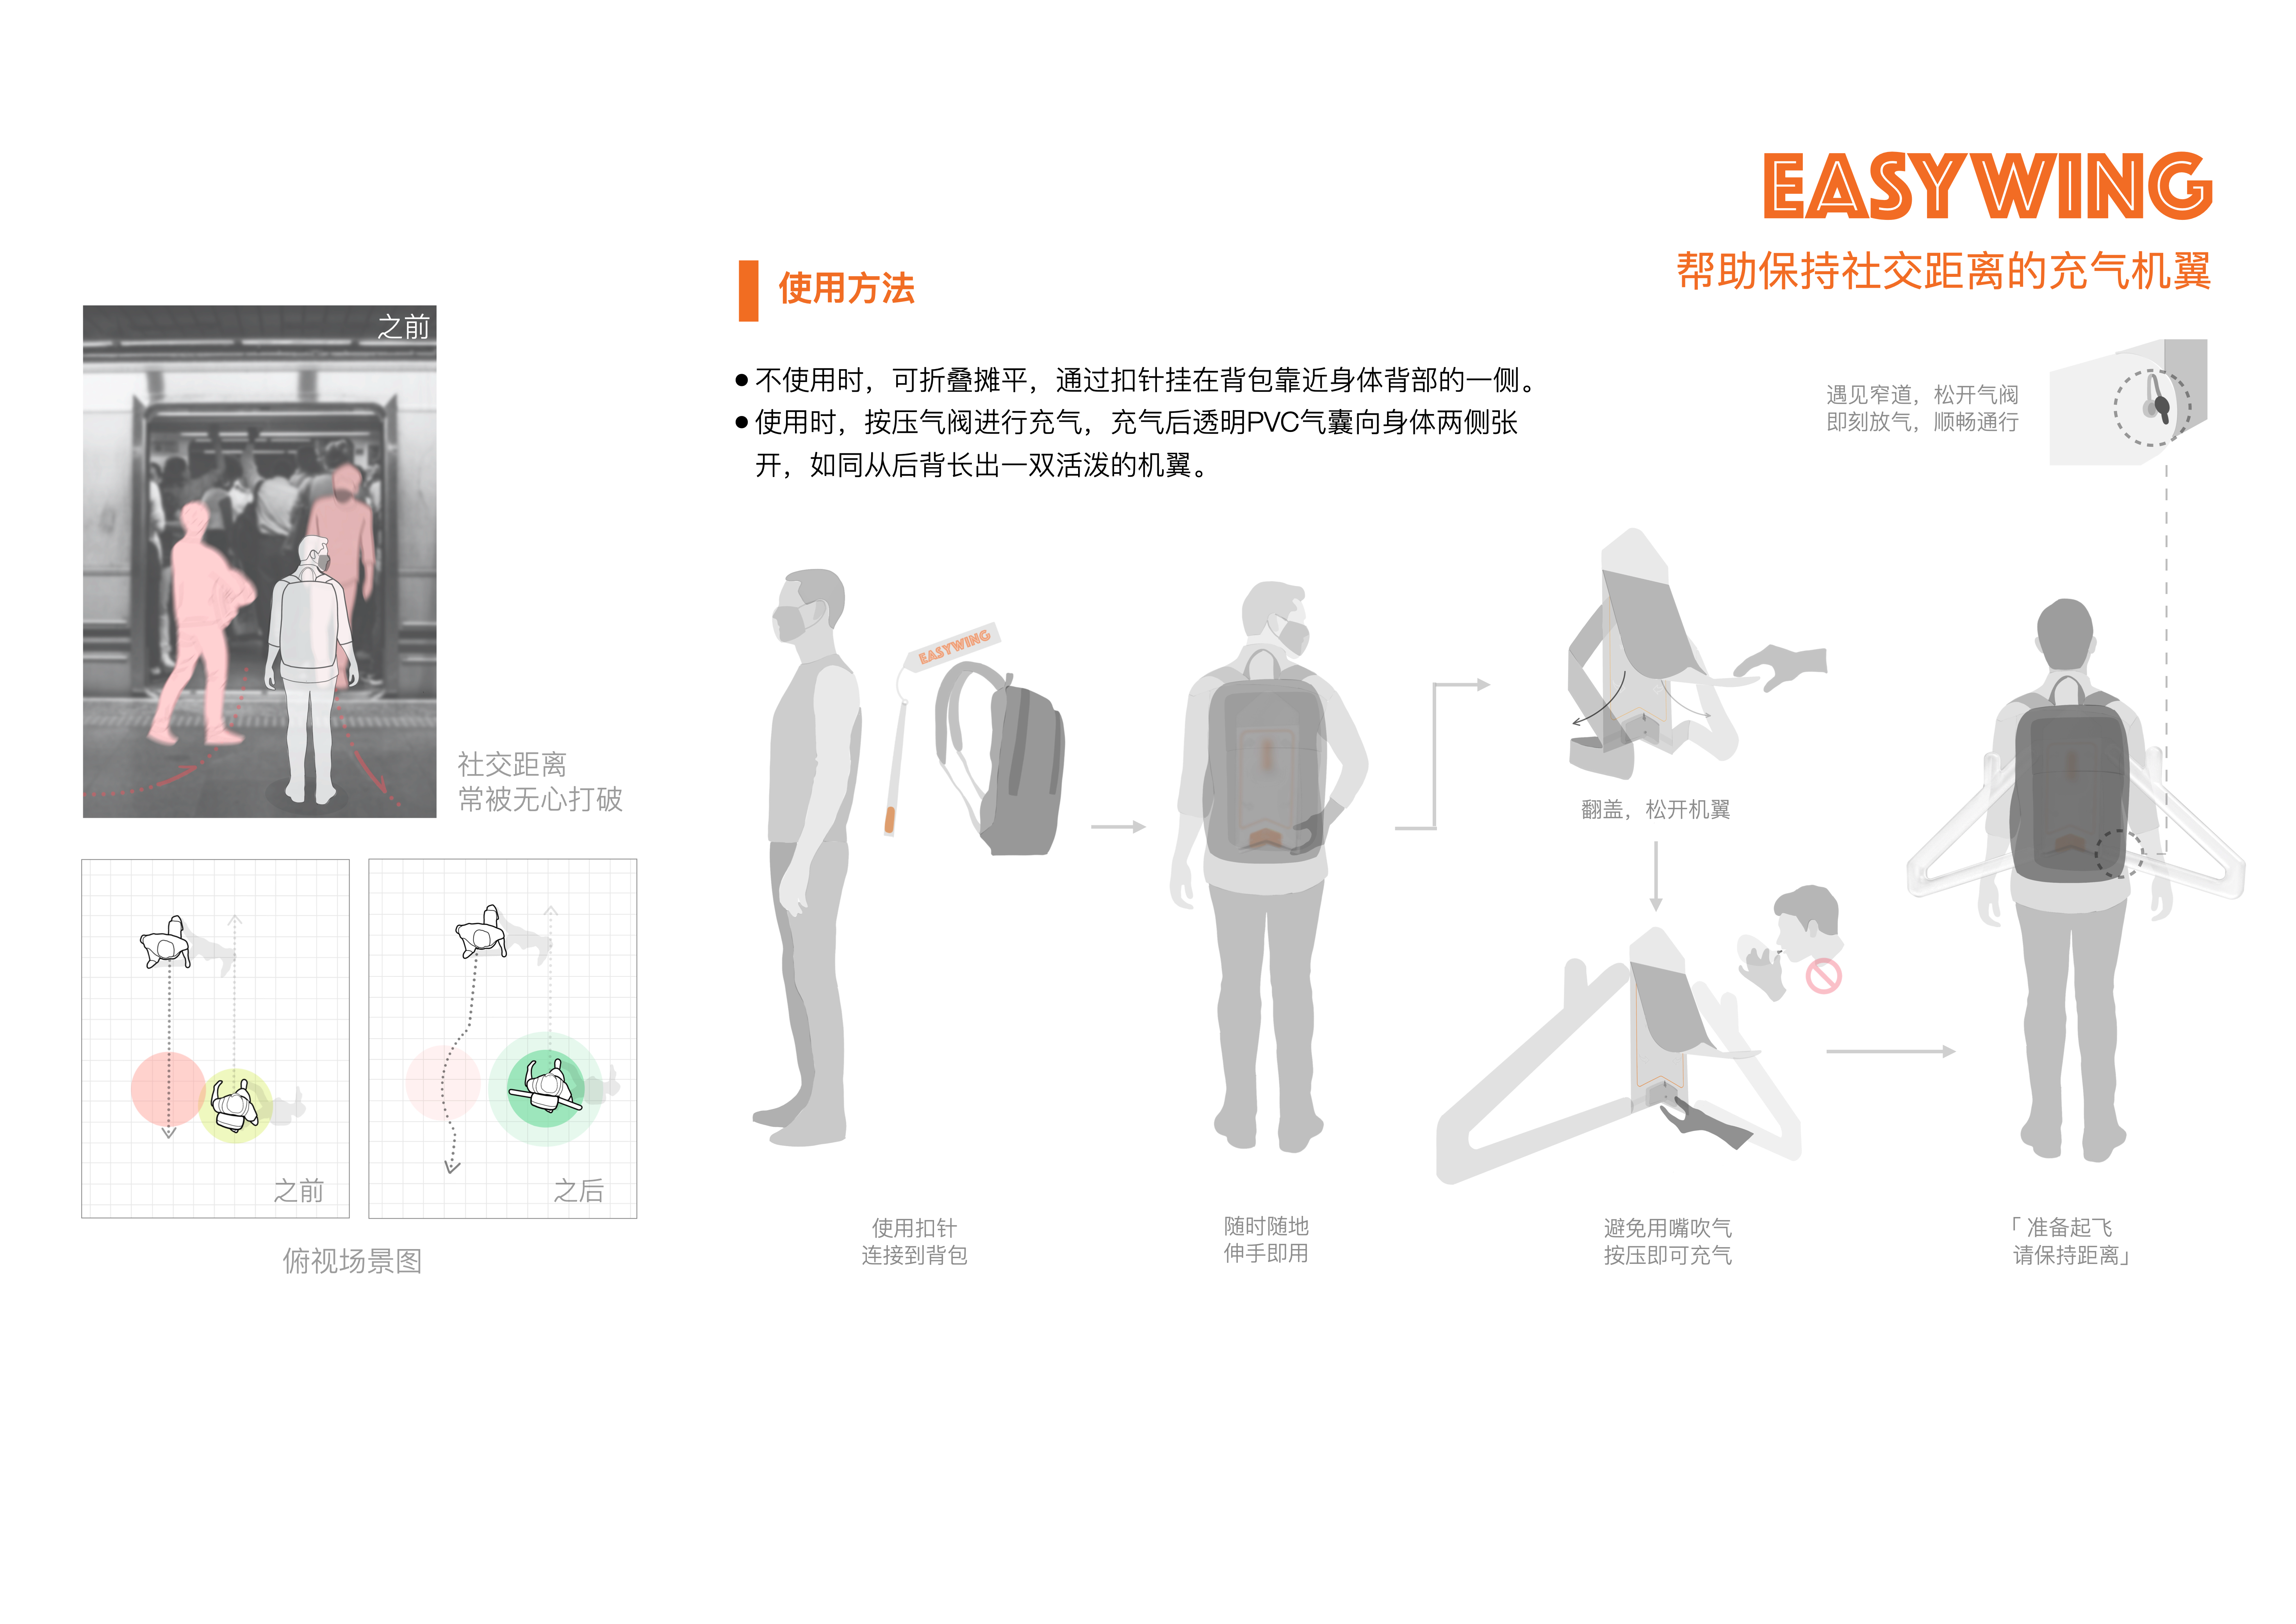 EASYWING
帮助保持社交距离的充气机翼
使用方法
● 不使用时，可折叠摊平，通过扣针挂在背包靠近身体背部的一侧。
● 使用时，按压气阀进行充气，充气后透明PVC气囊向身体两侧张
开，如同从后背长出一双活泼的机翼。
之前
社交距离
常被无心打破
之前
之后
俯视场景图
遇见窄道，松开气阀
即刻放气，顺畅通行
EASYWING
翻盖，松开机翼
使用扣针
连接到背包
随时随地
伸手即用
避免用嘴吹气
按压即可充气
「准备起飞
请保持距离」